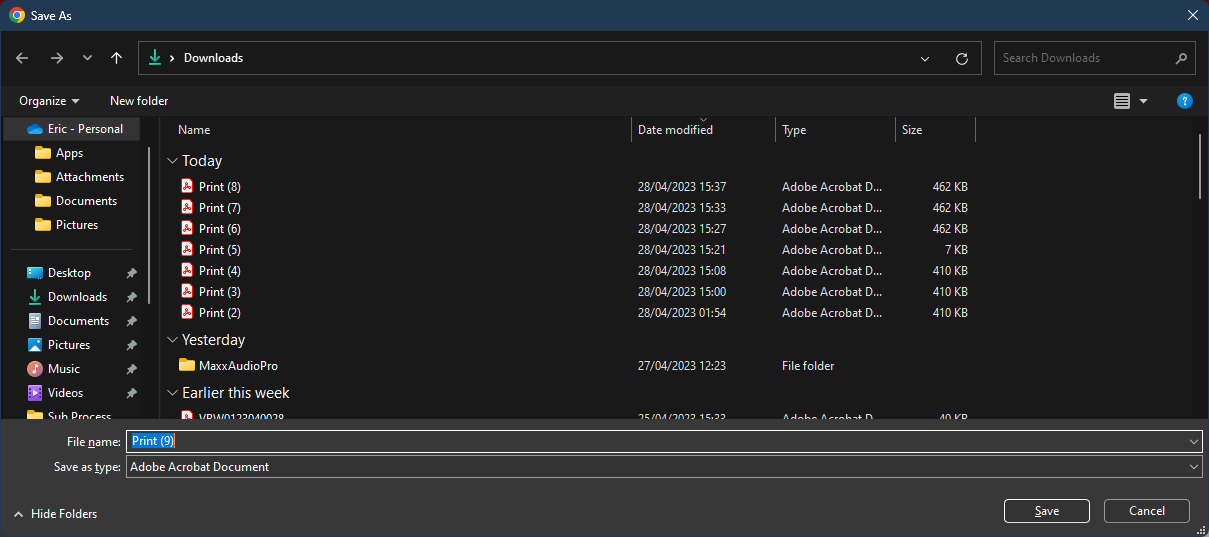 Save As
Downloads
Search Downloads
Organize
New folder
Eric - Personal
Apps
Attachments
Documents
Pictures
Desktop
Downloads
Documents
Pictures
Music
Videos
Sub Process
Name Date modified Type Size
Today
Print (8) 28/04/2023 15:37 Adobe Acrobat D... 462 KB
Print (7) 28/04/2023 15:33 Adobe Acrobat D... 462 KB
Print (6) 28/04/2023 15:27 Adobe Acrobat D... 462 KB
Print (5) 28/04/2023 15:21 Adobe Acrobat D... 7 KB
Print (4) 28/04/2023 15:08 Adobe Acrobat D... 410 KB
Print (3) 28/04/2023 15:00 Adobe Acrobat D... 410 KB
Print (2) 28/04/2023 01:54 Adobe Acrobat D... 410 KB
Yesterday
MaxxAudioPro 27/04/2023 12:23 File folder
Earlier this week
25/04/2023 15:33 Adobe Acrobat D... 40 KB
File name: Print (9)
Save as type: Adobe Acrobat Document
Hide Folders
Save
Cancel